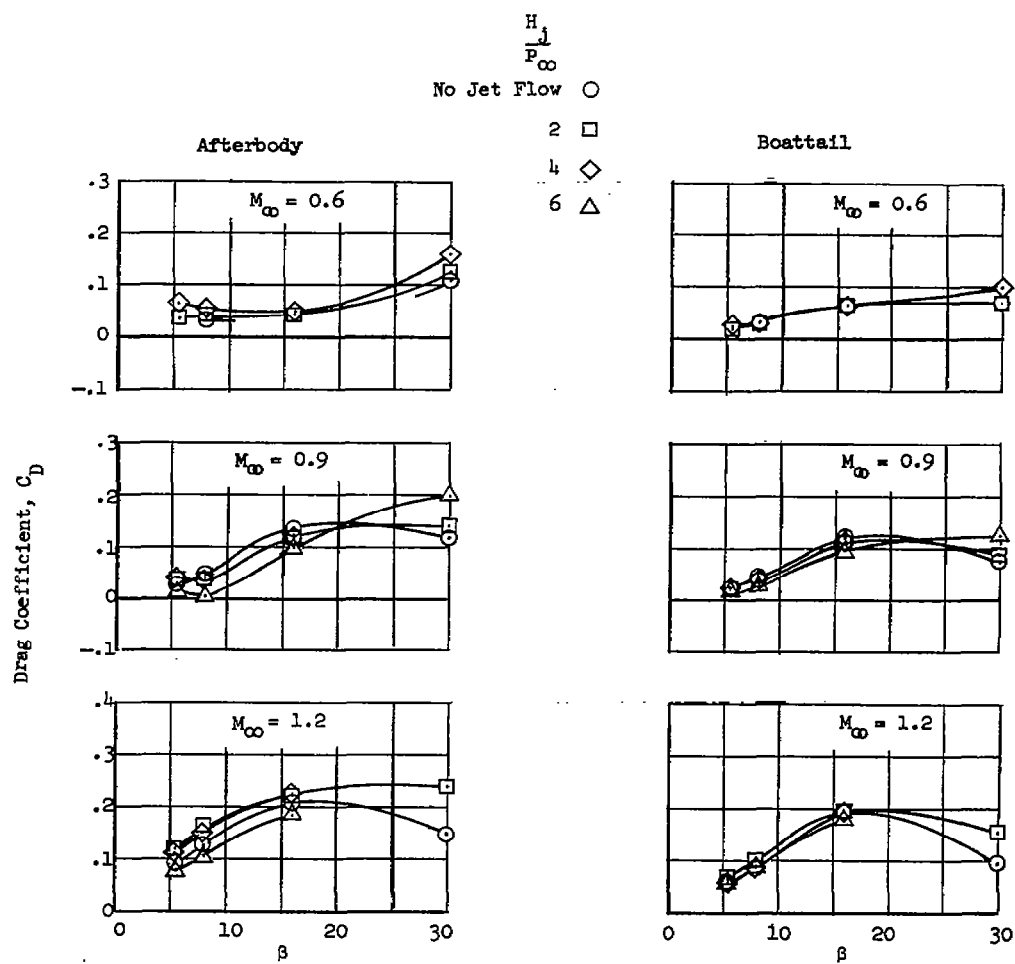 H_j
P_∞
No Jet Flow ○
2 □
4 ◇
6 △
Afterbody
Boattail
Drag Coefficient, C_D
M_∞ = 0.6
.3
.2
.1
0
-.1
M_∞ = 0.6
M_∞ = 0.9
.3
.2
.1
0
-.1
M_∞ = 0.9
M_∞ = 1.2
.4
.3
.2
.1
0
0 10 20 30
β
M_∞ = 1.2
0 10 20 30
β